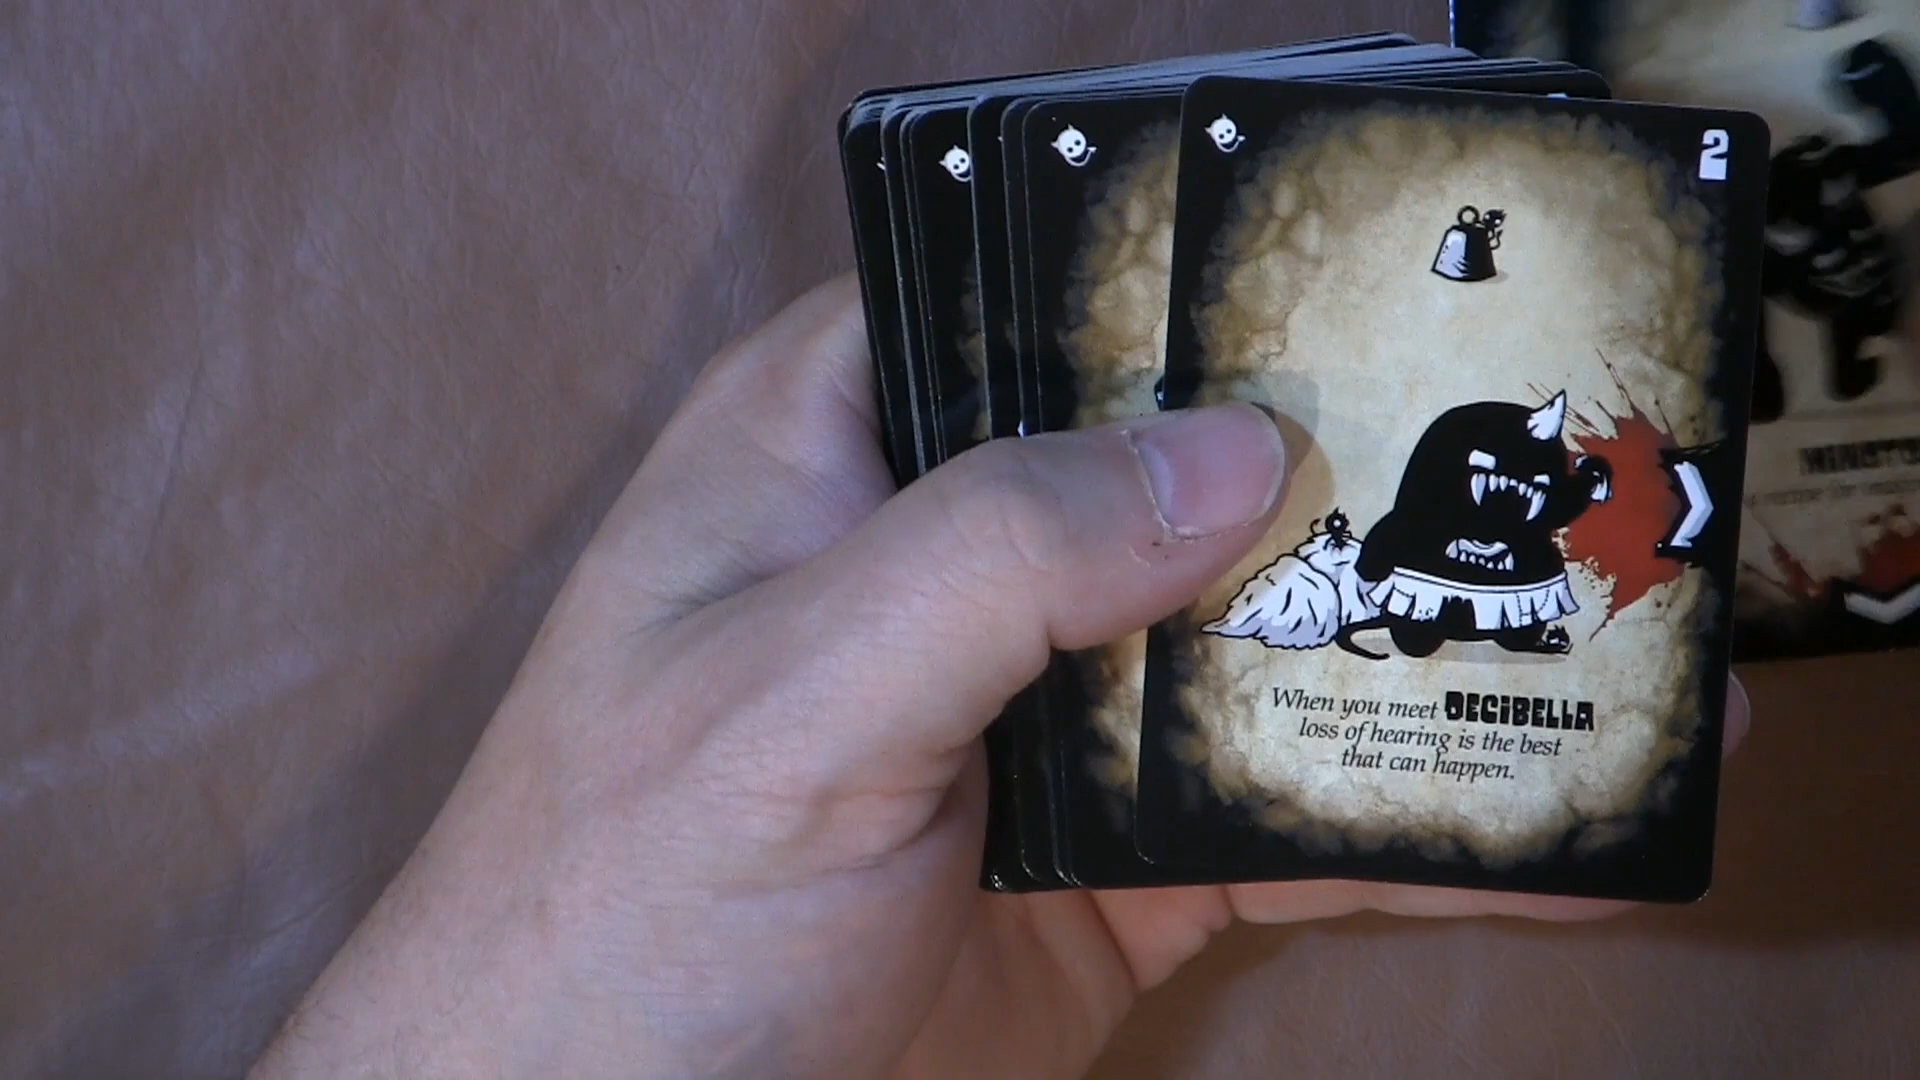 2
When you meet DECIBELLA
loss of hearing is the best
that can happen.